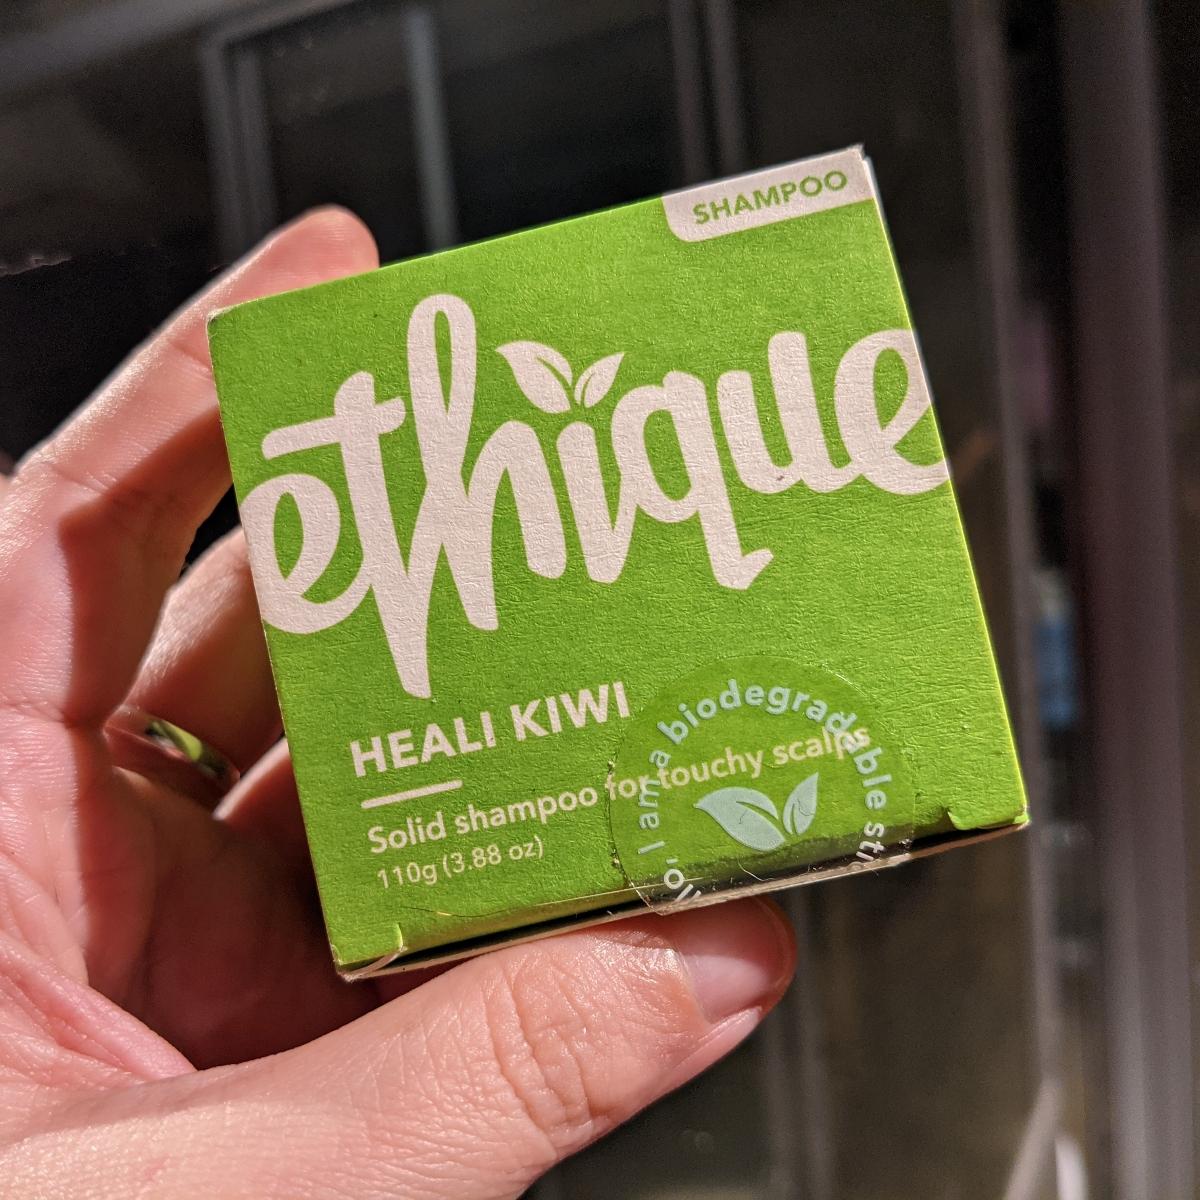 SHAMPOO
ethique
HEALI KIWI
Solid shampoo for touchy scalps
110g (3.88 oz)
I am a biodegradable